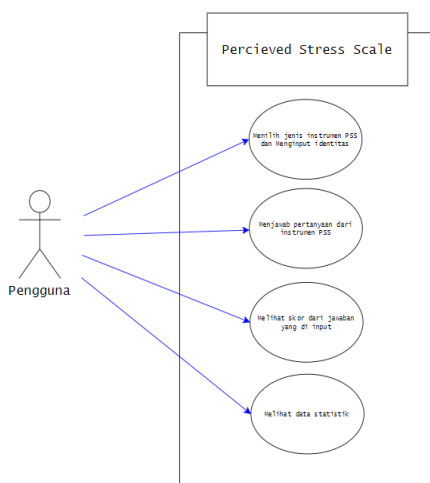 Percieved Stress Scale
Memilih jenis instrumen PSS
dan Menginput identitas
Menjawab pertanyaan dari
instrumen PSS
Pengguna
Melihat skor dari jawaban
yang di input
Melihat data statistik